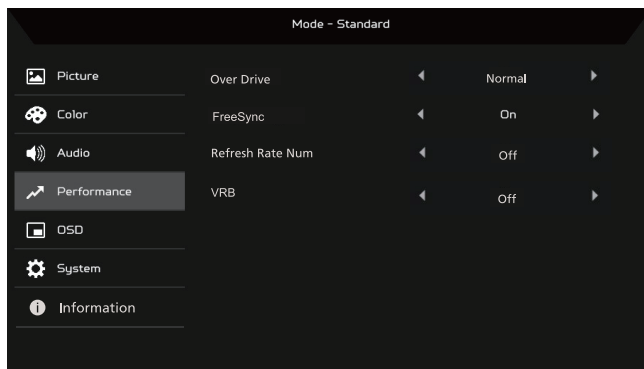 Mode - Standard
Picture
Color
Audio
Performance
OSD
System
Information
Over Drive Normal
FreeSync On
Refresh Rate Num Off
VRB Off